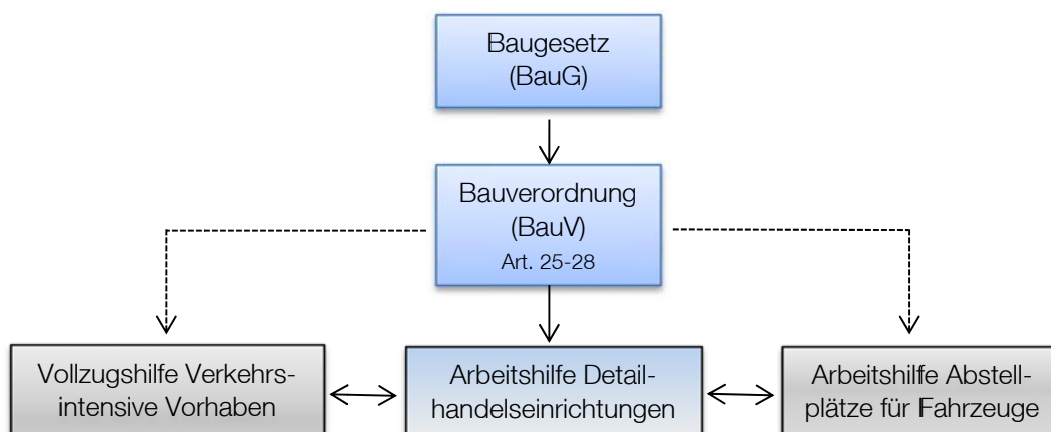 Baugesetz
(BauG)
Bauverordnung
(BauV)
Art. 25-28
Vollzugshilfe Verkehrs-
intensive Vorhaben
Arbeitshilfe Detail-
handelseinrichtungen
Arbeitshilfe Abstell-
plätze für Fahrzeuge